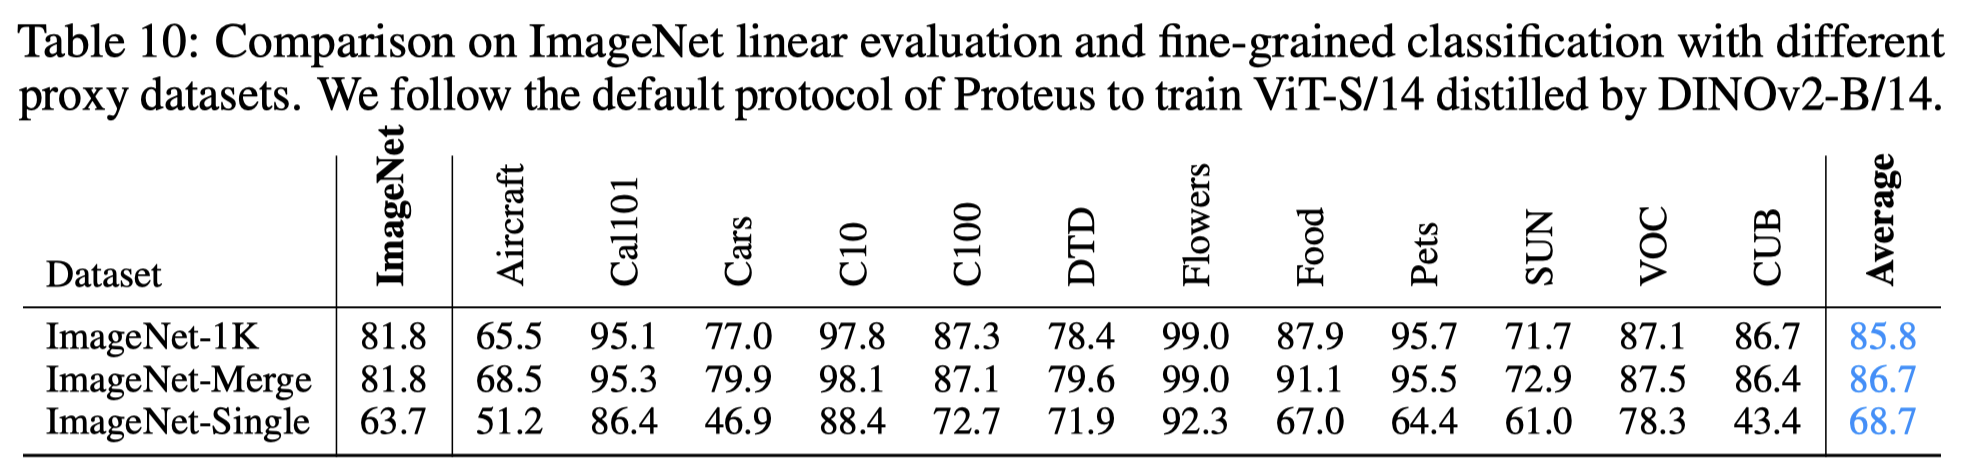 Table 10: Comparison on ImageNet linear evaluation and fine-grained classification with different
proxy datasets. We follow the default protocol of Proteus to train ViT-S/14 distilled by DINOv2-B/14.
Dataset ImageNet Aircraft Cal101 Cars C10 C100 DTD Flowers Food Pets SUN VOC CUB Average
ImageNet-1K 81.8 65.5 95.1 77.0 97.8 87.3 78.4 99.0 87.9 95.7 71.7 87.1 86.7 85.8
ImageNet-Merge 81.8 68.5 95.3 79.9 98.1 87.1 79.6 99.0 91.1 95.5 72.9 87.5 86.4 86.7
ImageNet-Single 63.7 51.2 86.4 46.9 88.4 72.7 71.9 92.3 67.0 64.4 61.0 78.3 43.4 68.7